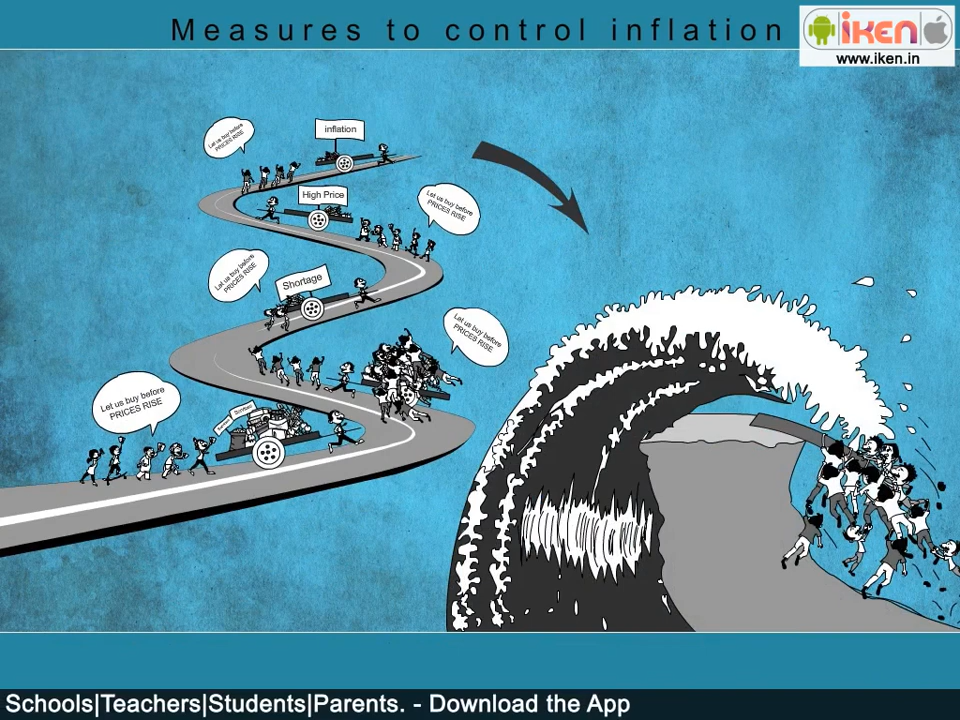 Measures to control inflation
iken
www.iken.in
Let us buy before
PRICES RISE
inflation
High Price
Let us buy before
PRICES RISE
Let us buy before
PRICES RISE
Shortage
Let us buy before
PRICES RISE
Let us buy before
PRICES RISE
Schools|Teachers|Students|Parents. - Download the App